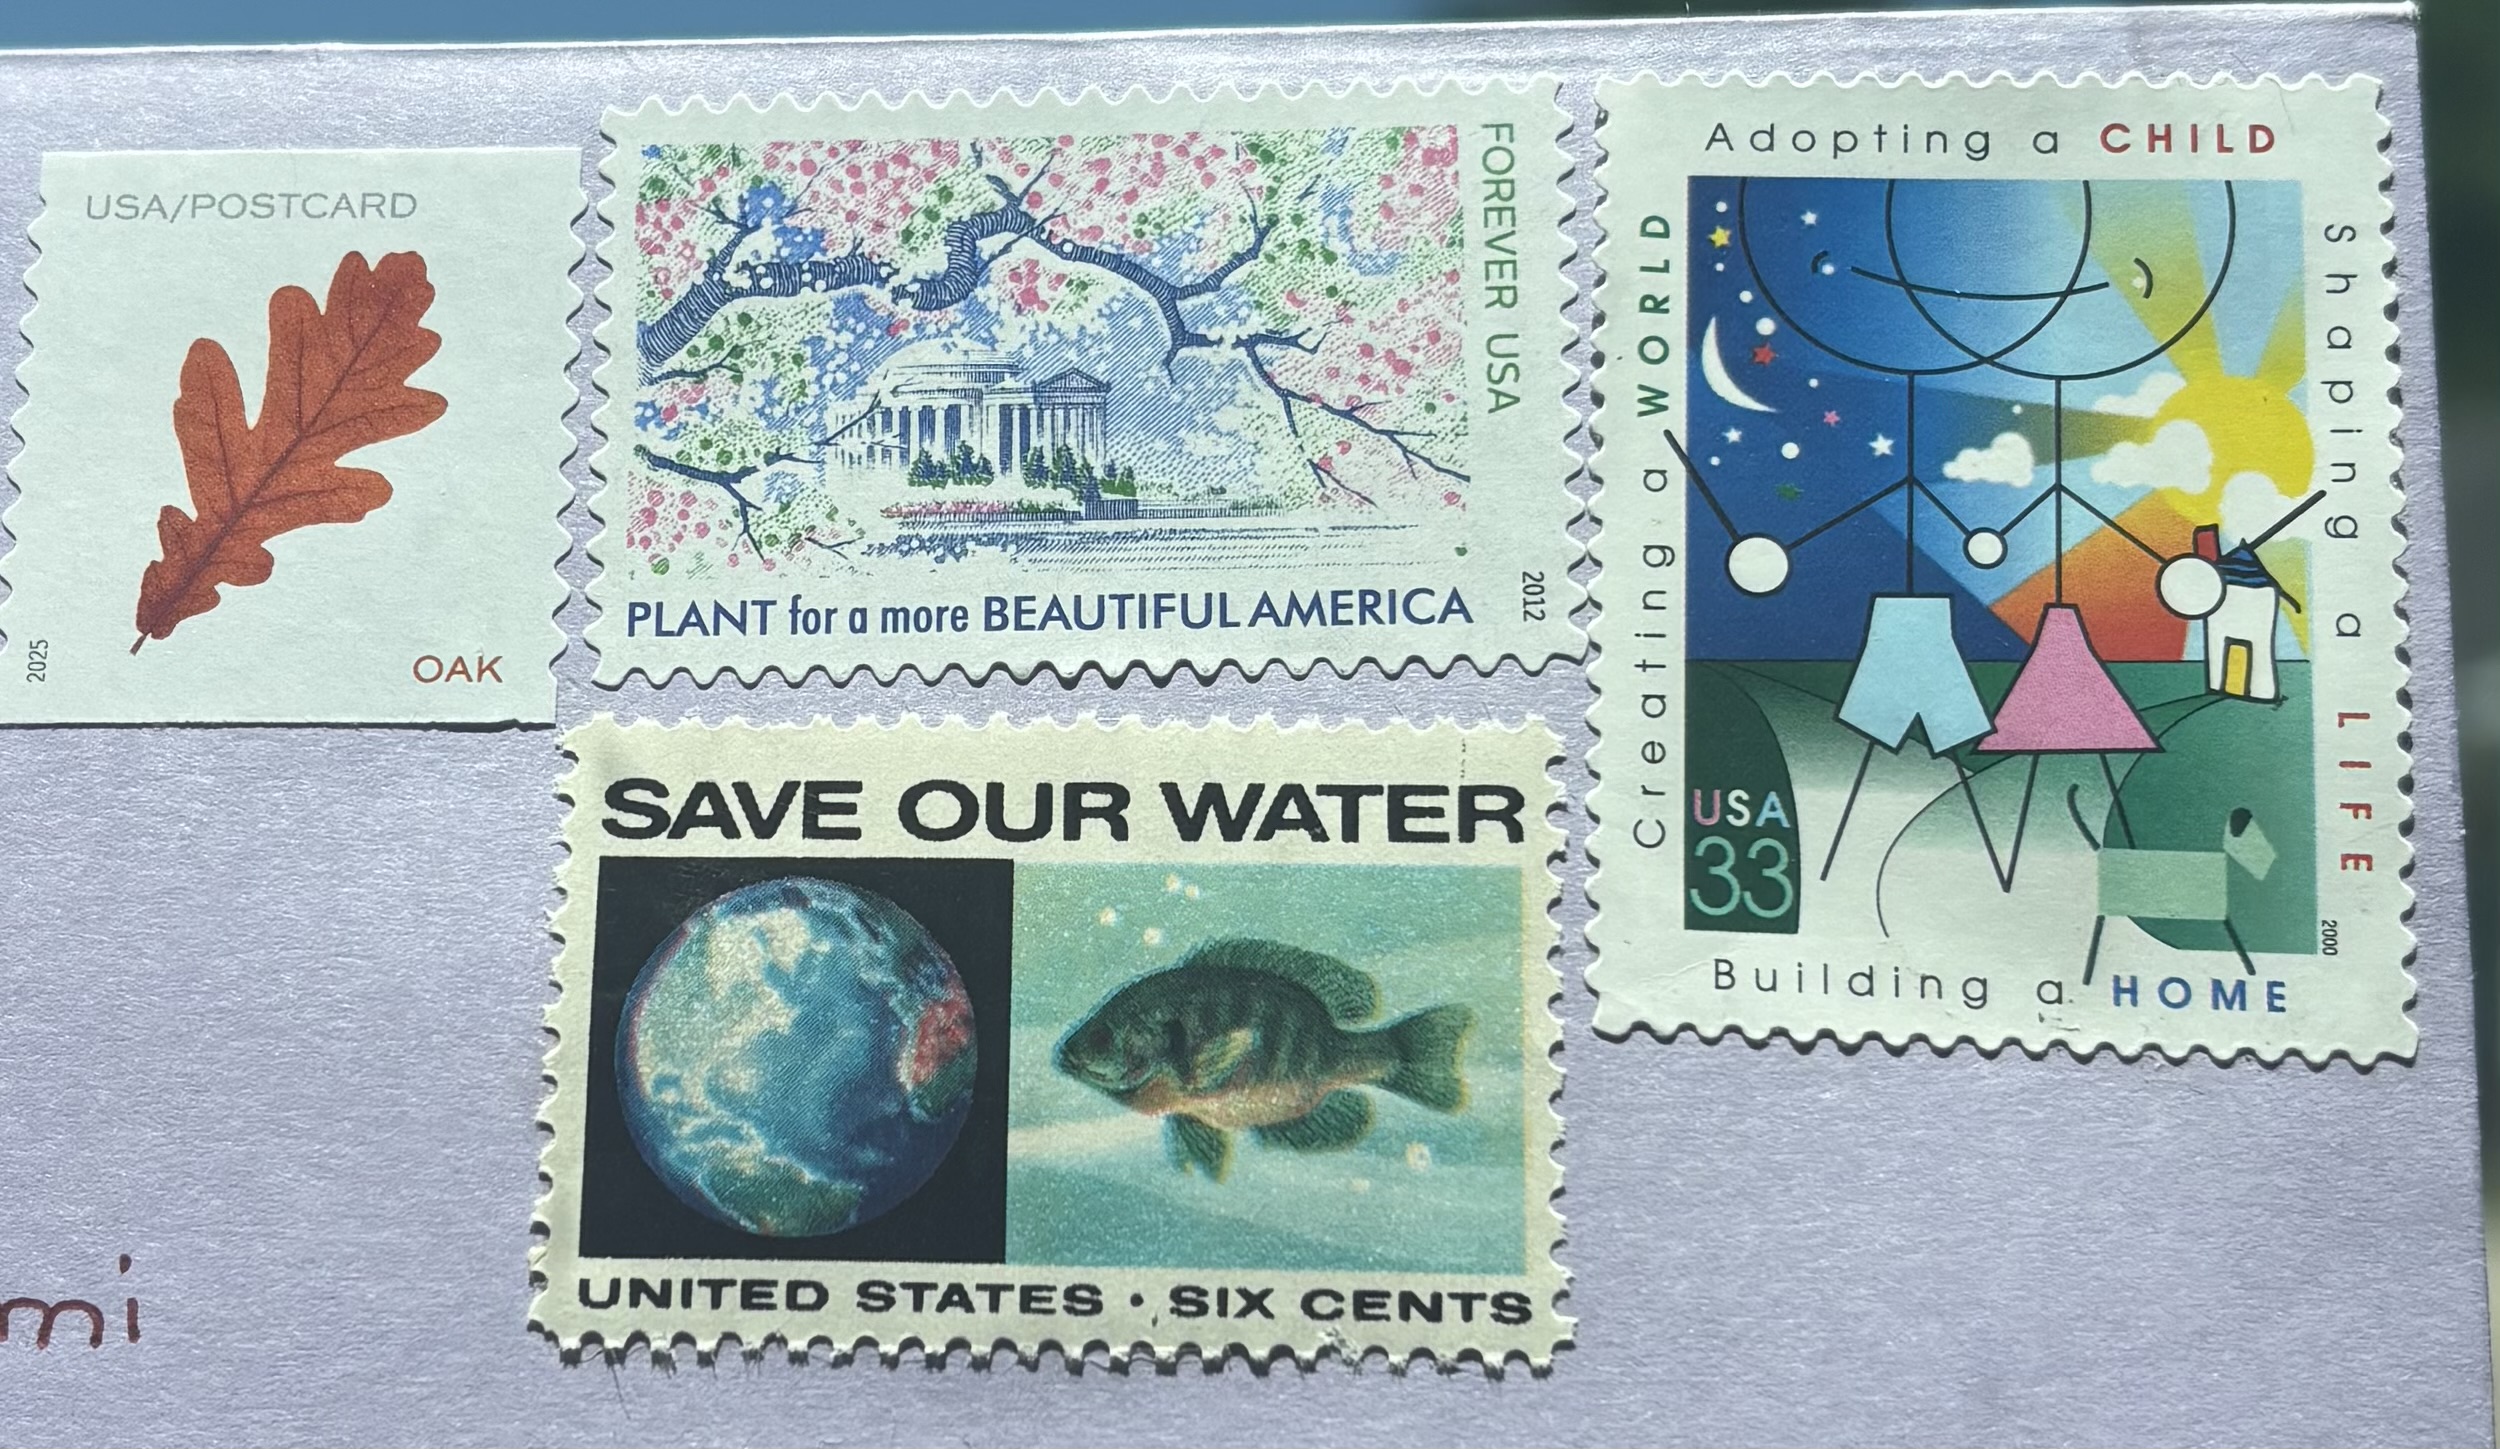 USA/POSTCARD
2025
OAK
FOREVER USA
PLANT for a more BEAUTIFUL AMERICA
2012
Adopting a CHILD
Creating a WORLD
Shaping a LIFE
USA
33
Building a HOME
2000
SAVE OUR WATER
UNITED STATES · SIX CENTS
mi